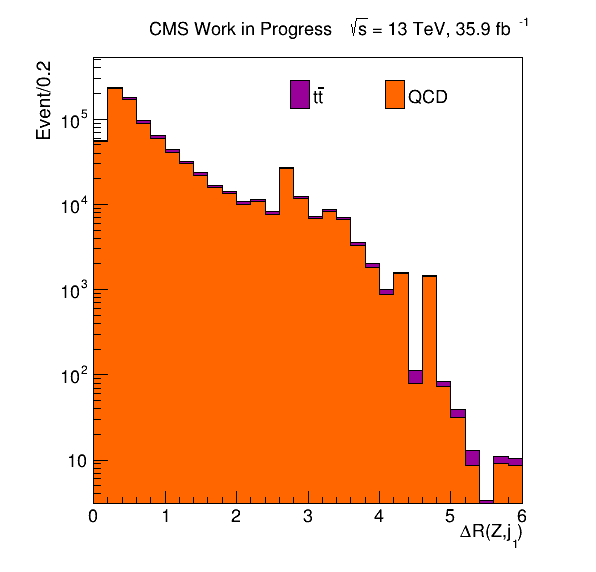 CMS Work in Progress √s = 13 TeV, 35.9 fb⁻¹
Event/0.2
tt̄ QCD
10⁵
10⁴
10³
10²
10
0 1 2 3 4 5 6
ΔR(Z,j₁)